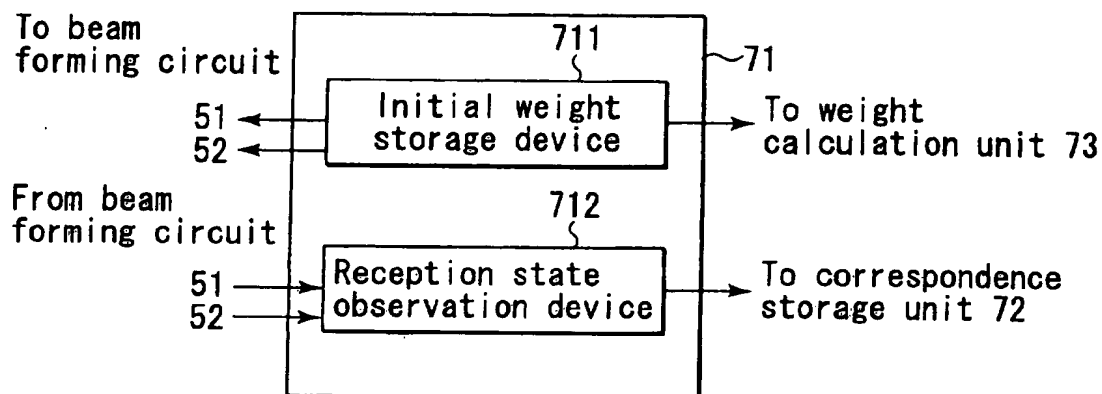 To beam
forming circuit
711
71
51
52
Initial weight
storage device
To weight
calculation unit 73
From beam
forming circuit
712
51
52
Reception state
observation device
To correspondence
storage unit 72